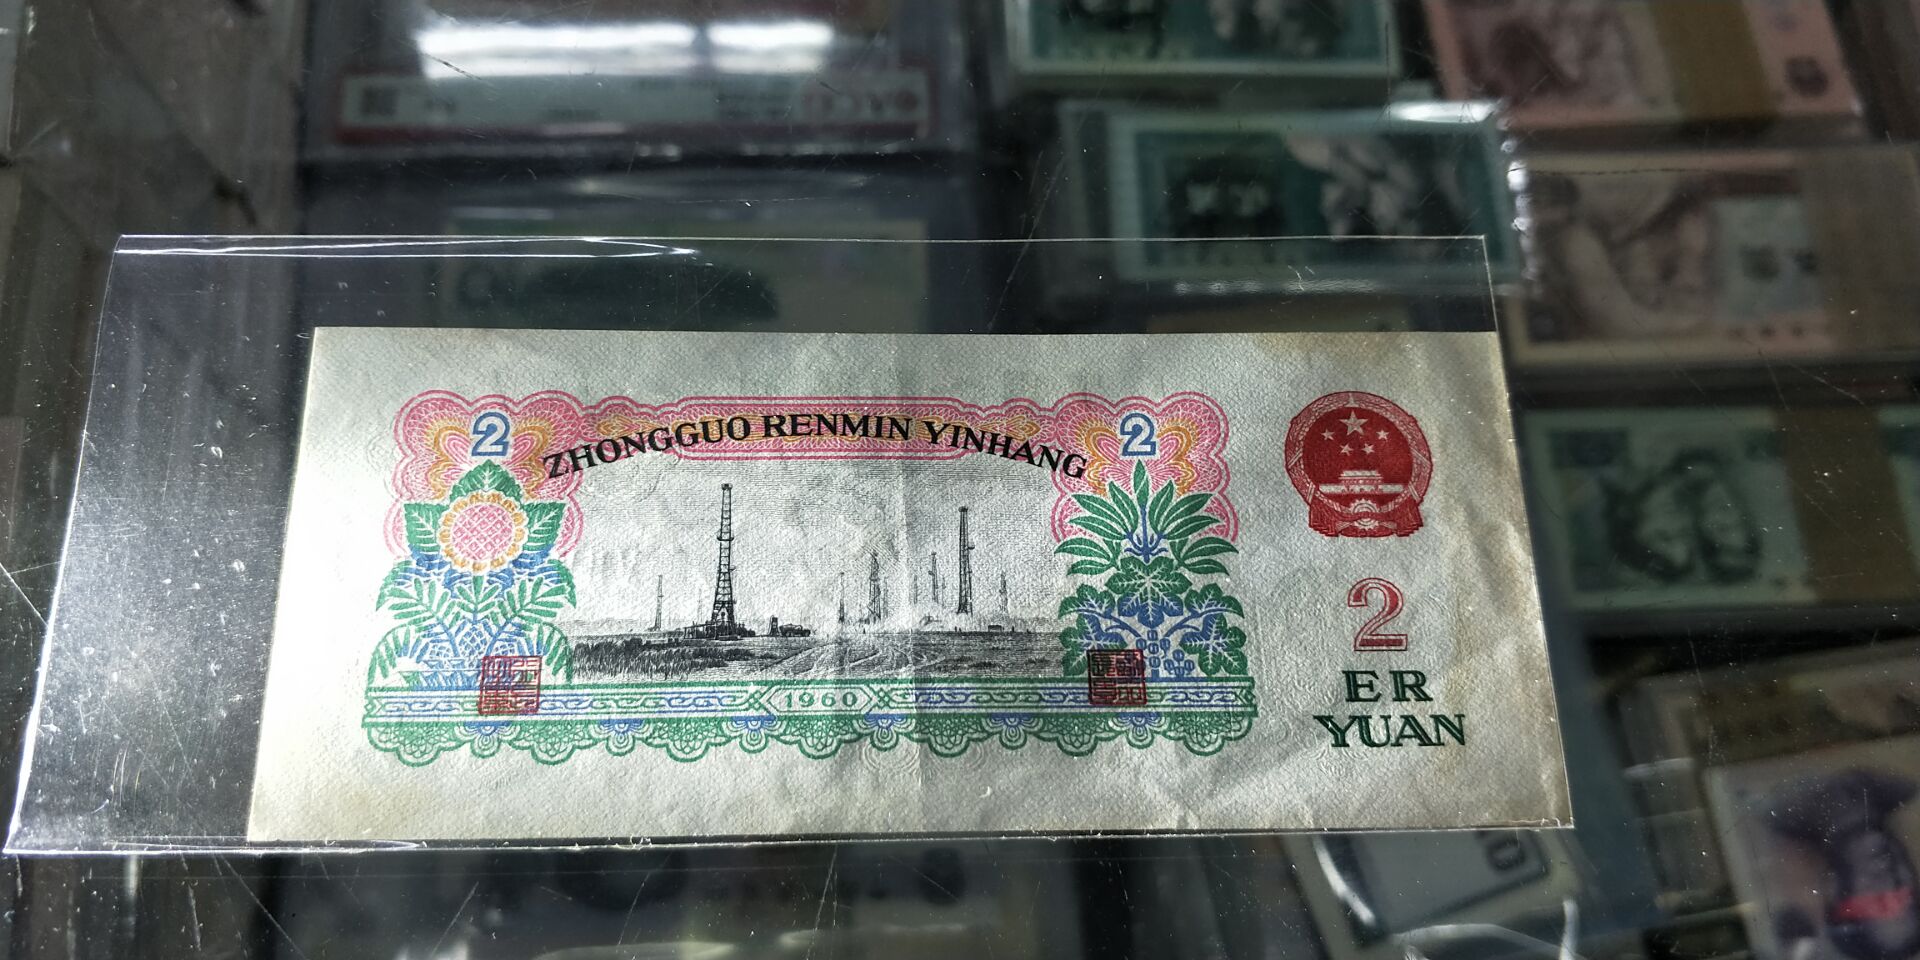 2 2
ZHONGGUO RENMIN YINHANG
2
ER
YUAN
1960